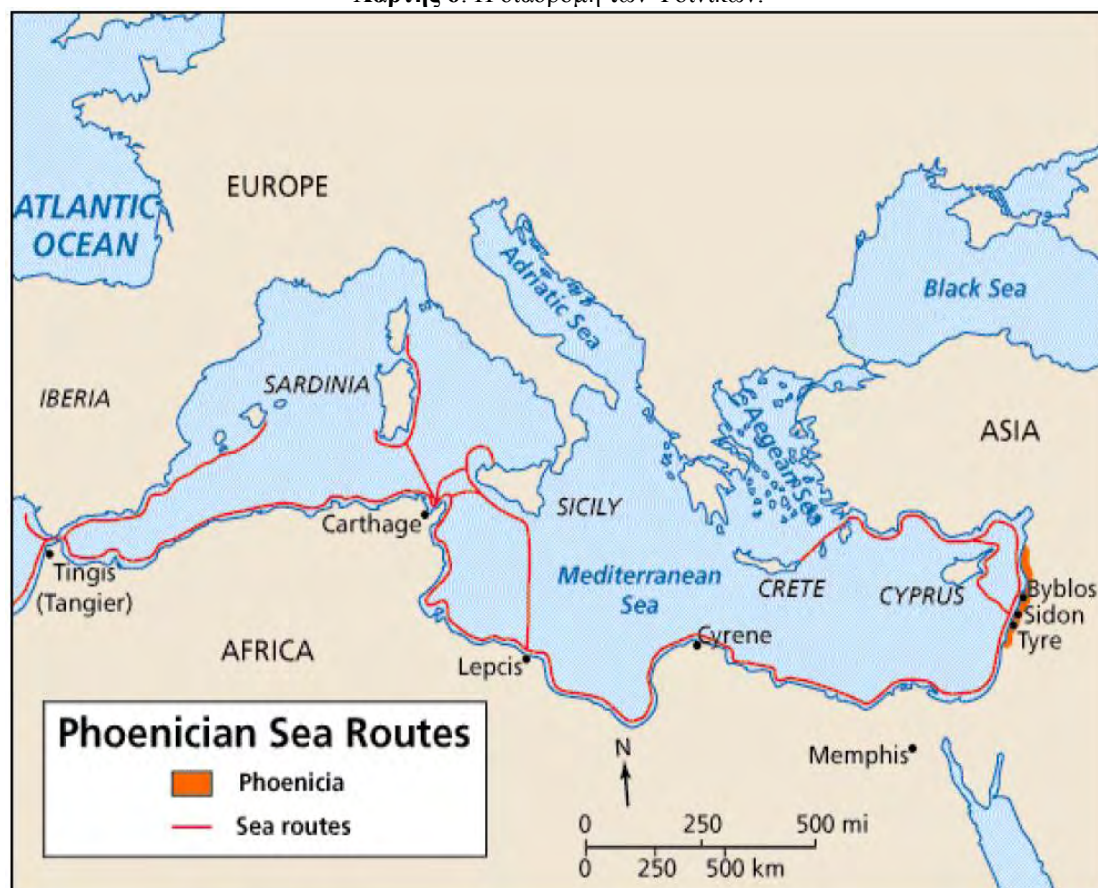 EUROPE
ATLANTIC
OCEAN
Adriatic Sea
Black Sea
IBERIA
SARDINIA
Aegean Sea
ASIA
Carthage
SICILY
Tingis
(Tangier)
Mediterranean
Sea
CRETE
CYPRUS
Byblos
Sidon
Tyre
AFRICA
Lepcis
Cyrene
Memphis
Phoenician Sea Routes
Phoenicia
Sea routes
N
0 250 500 mi
0 250 500 km